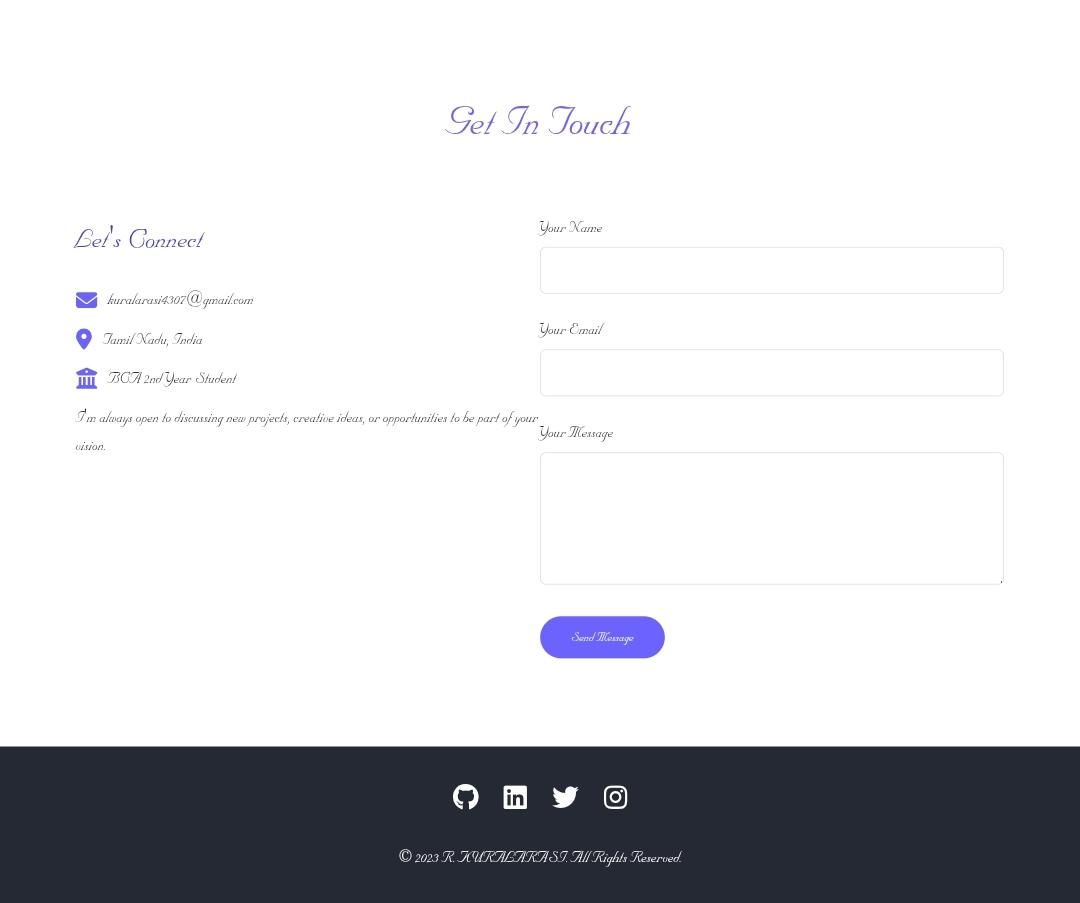 Get In Touch
Let's Connect
kuralarasi4307@gmail.com
Tamil Nadu, India
BCA 2nd Year Student
I'm always open to discussing new projects, creative ideas, or opportunities to be part of your
vision.
Your Name
Your Email
Your Message
Send Message
© 2023 R. KURALARASI. All Rights Reserved.